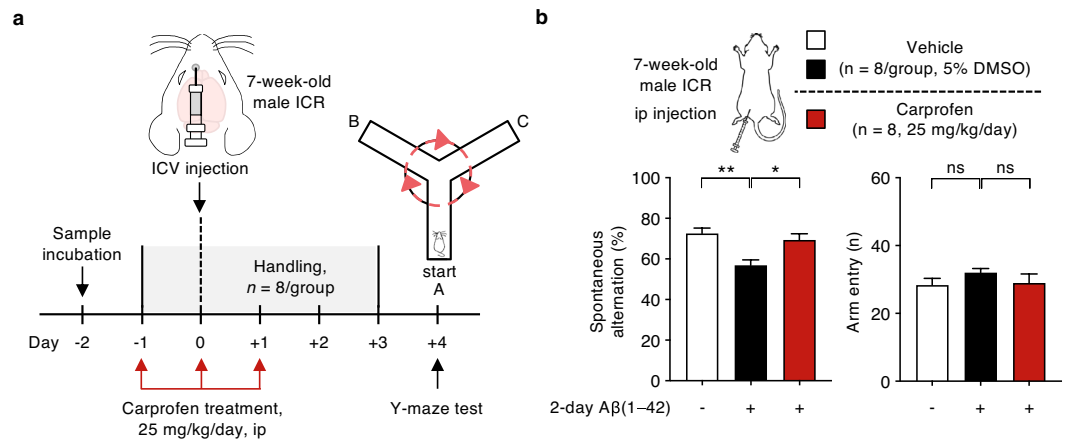 a
7-week-old
male ICR
ICV injection
B
C
Sample
incubation
Handling,
n = 8/group
start
A
Day -2 -1 0 +1 +2 +3 +4
Carprofen treatment,
25 mg/kg/day, ip
Y-maze test
b
7-week-old
male ICR
ip injection
Vehicle
(n = 8/group, 5% DMSO)
Carprofen
(n = 8, 25 mg/kg/day)
Spontaneous
alternation (%)
100
80
60
40
20
0
** *
Arm entry (n)
60
40
20
0
ns ns
2-day Aβ(1–42) - + + - + +